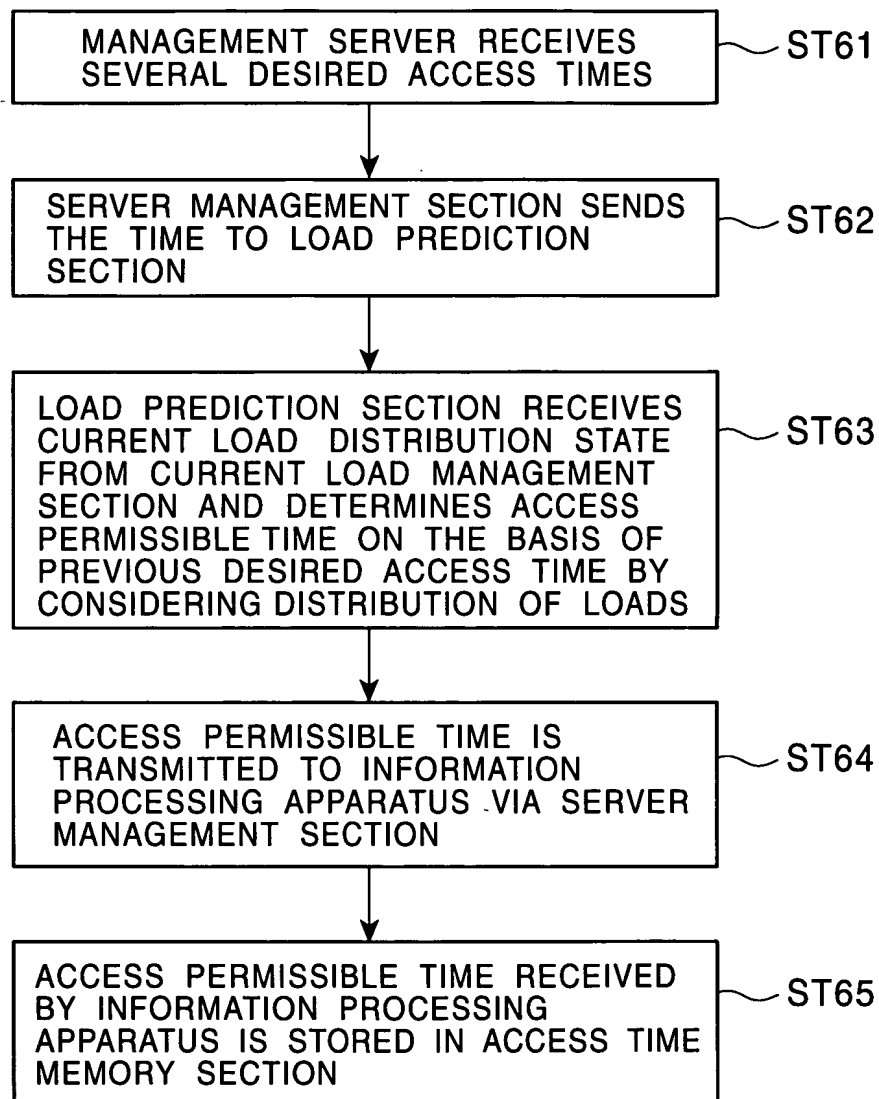 MANAGEMENT SERVER RECEIVES
SEVERAL DESIRED ACCESS TIMES
ST61
SERVER MANAGEMENT SECTION SENDS
THE TIME TO LOAD PREDICTION
SECTION
ST62
LOAD PREDICTION SECTION RECEIVES
CURRENT LOAD DISTRIBUTION STATE
FROM CURRENT LOAD MANAGEMENT
SECTION AND DETERMINES ACCESS
PERMISSIBLE TIME ON THE BASIS OF
PREVIOUS DESIRED ACCESS TIME BY
CONSIDERING DISTRIBUTION OF LOADS
ST63
ACCESS PERMISSIBLE TIME IS
TRANSMITTED TO INFORMATION
PROCESSING APPARATUS VIA SERVER
MANAGEMENT SECTION
ST64
ACCESS PERMISSIBLE TIME RECEIVED
BY INFORMATION PROCESSING
APPARATUS IS STORED IN ACCESS TIME
MEMORY SECTION
ST65